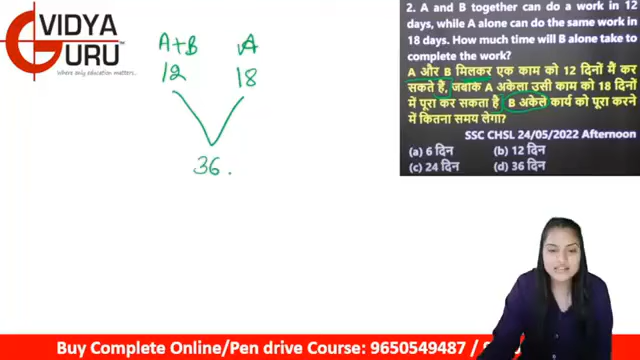 VIDYA
GURU
TM
Where only education matters...
A+B
A
12
18
36.
2. A and B together can do a work in 12
days, while A alone can do the same work in
18 days. How much time will B alone take to
complete the work?
A और B मिलकर एक काम को 12 दिनों में कर
सकते हैं, जबकि A अकेला उसी काम को 18 दिनों
में पूरा कर सकता है B अकेले कार्य को पूरा करने
में कितना समय लेगा?
SSC CHSL 24/05/2022 Afternoon
(a) 6 दिन (b) 12 दिन
(c) 24 दिन (d) 36 दिन
Buy Complete Online/Pen drive Course: 9650549487 /